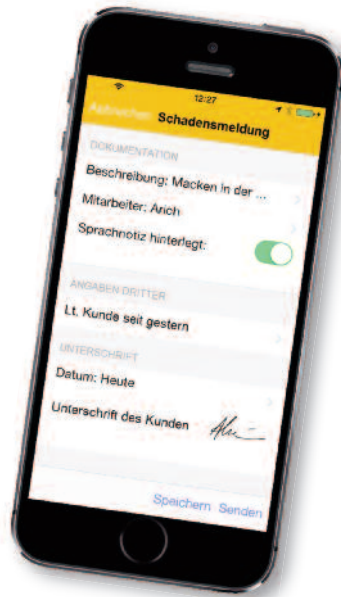 12:27
Abbrechen Schadensmeldung
DOKUMENTATION
Beschreibung: Macken in der ...
Mitarbeiter: Arich
Sprachnotiz hinterlegt:
ANGABEN DRITTER
Lt. Kunde seit gestern
UNTERSCHRIFT
Datum: Heute
Unterschrift des Kunden
Speichern Senden